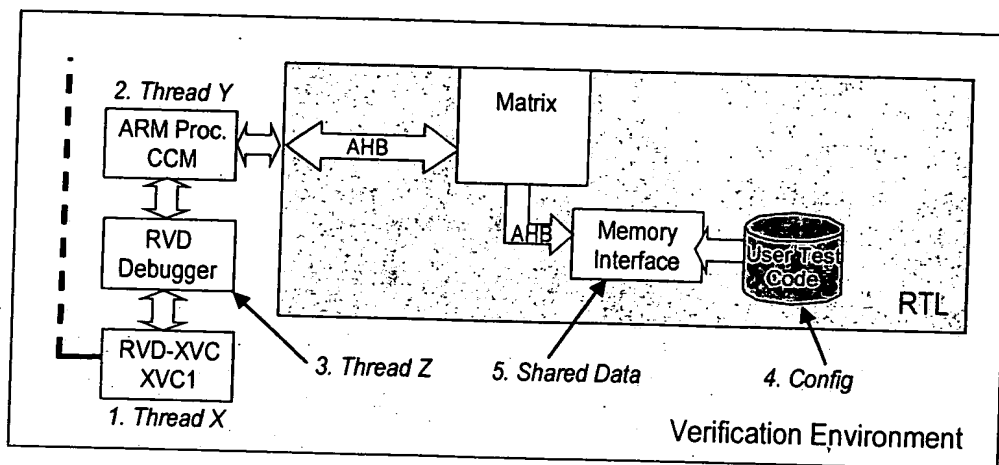 2. Thread Y
ARM Proc.
CCM
AHB
Matrix
RVD
Debugger
AHB
Memory
Interface
User Test
Code
RTL
RVD-XVC
XVC1
1. Thread X
3. Thread Z
5. Shared Data
4. Config
Verification Environment